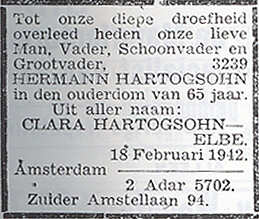 Tot onze diepe droefheid
overleed heden onze lieve
Man, Vader, Schoonvader en
Grootvader, 3239
HERMANN HARTOGSOHN
in den ouderdom van 65 jaar.
Uit aller naam:
CLARA HARTOGSOHN—
ELBE.
18 Februari 1942.
Amsterdam
2 Adar 5702.
Zuider Amstellaan 94.